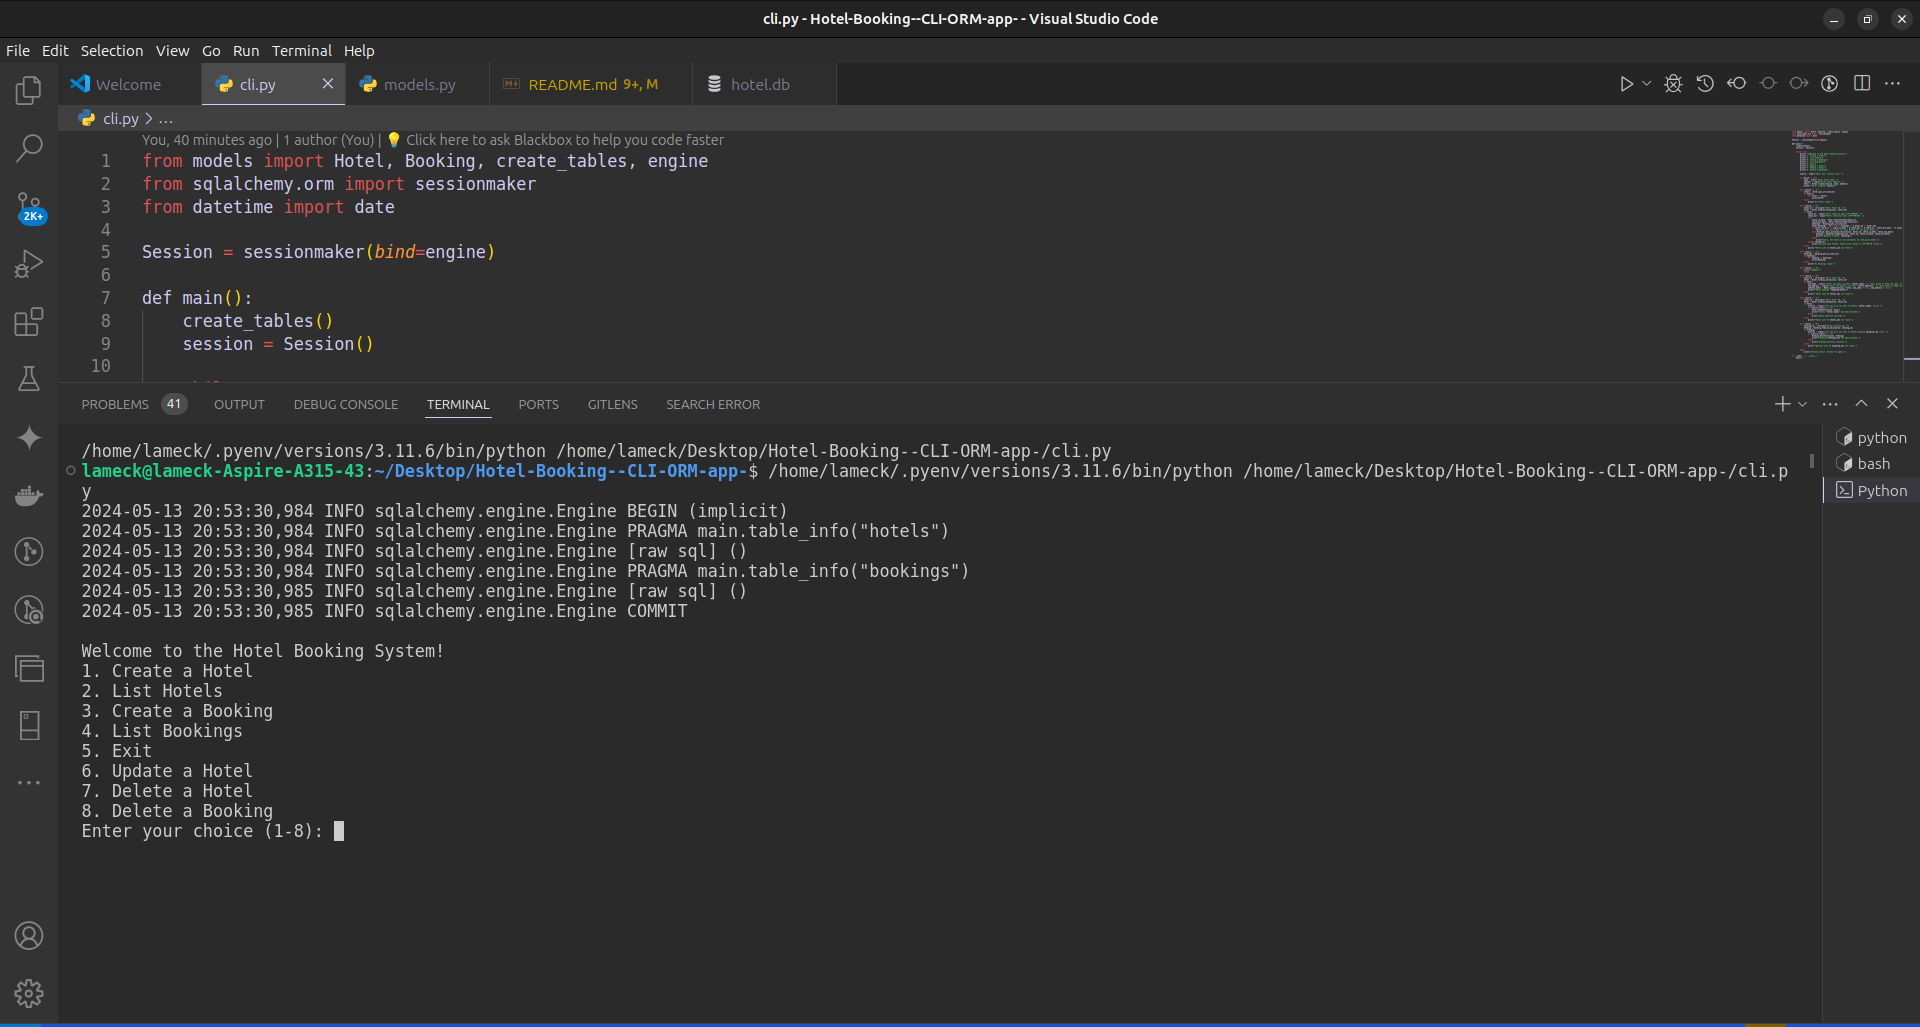 cli.py - Hotel-Booking--CLI-ORM-app- - Visual Studio Code
File Edit Selection View Go Run Terminal Help
Welcome
cli.py
models.py
README.md 9+, M
hotel.db
cli.py > ...
You, 40 minutes ago | 1 author (You) | 💡 Click here to ask Blackbox to help you code faster
1 from models import Hotel, Booking, create_tables, engine
2 from sqlalchemy.orm import sessionmaker
3 from datetime import date
4
5 Session = sessionmaker(bind=engine)
6
7 def main():
8 create_tables()
9 session = Session()
10
2K+
PROBLEMS 41 OUTPUT DEBUG CONSOLE TERMINAL PORTS GITLENS SEARCH ERROR
/home/lameck/.pyenv/versions/3.11.6/bin/python /home/lameck/Desktop/Hotel-Booking--CLI-ORM-app-/cli.py
lameck@lameck-Aspire-A315-43:~/Desktop/Hotel-Booking--CLI-ORM-app-$ /home/lameck/.pyenv/versions/3.11.6/bin/python /home/lameck/Desktop/Hotel-Booking--CLI-ORM-app-/cli.p
y
2024-05-13 20:53:30,984 INFO sqlalchemy.engine.Engine BEGIN (implicit)
2024-05-13 20:53:30,984 INFO sqlalchemy.engine.Engine PRAGMA main.table_info("hotels")
2024-05-13 20:53:30,984 INFO sqlalchemy.engine.Engine [raw sql] ()
2024-05-13 20:53:30,984 INFO sqlalchemy.engine.Engine PRAGMA main.table_info("bookings")
2024-05-13 20:53:30,985 INFO sqlalchemy.engine.Engine [raw sql] ()
2024-05-13 20:53:30,985 INFO sqlalchemy.engine.Engine COMMIT
Welcome to the Hotel Booking System!
1. Create a Hotel
2. List Hotels
3. Create a Booking
4. List Bookings
5. Exit
6. Update a Hotel
7. Delete a Hotel
8. Delete a Booking
Enter your choice (1-8):
python
bash
Python